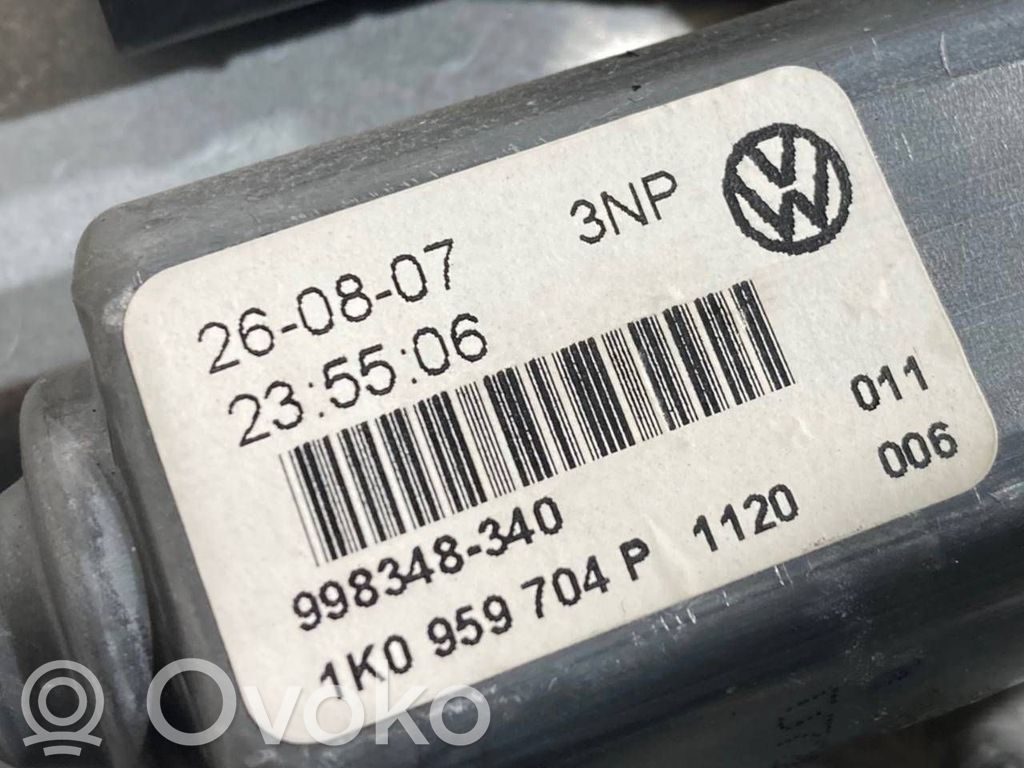 3NP
26-08-07
23:55:06
998348-340 011
1K0 959 704 P 1120 006
Ovoko